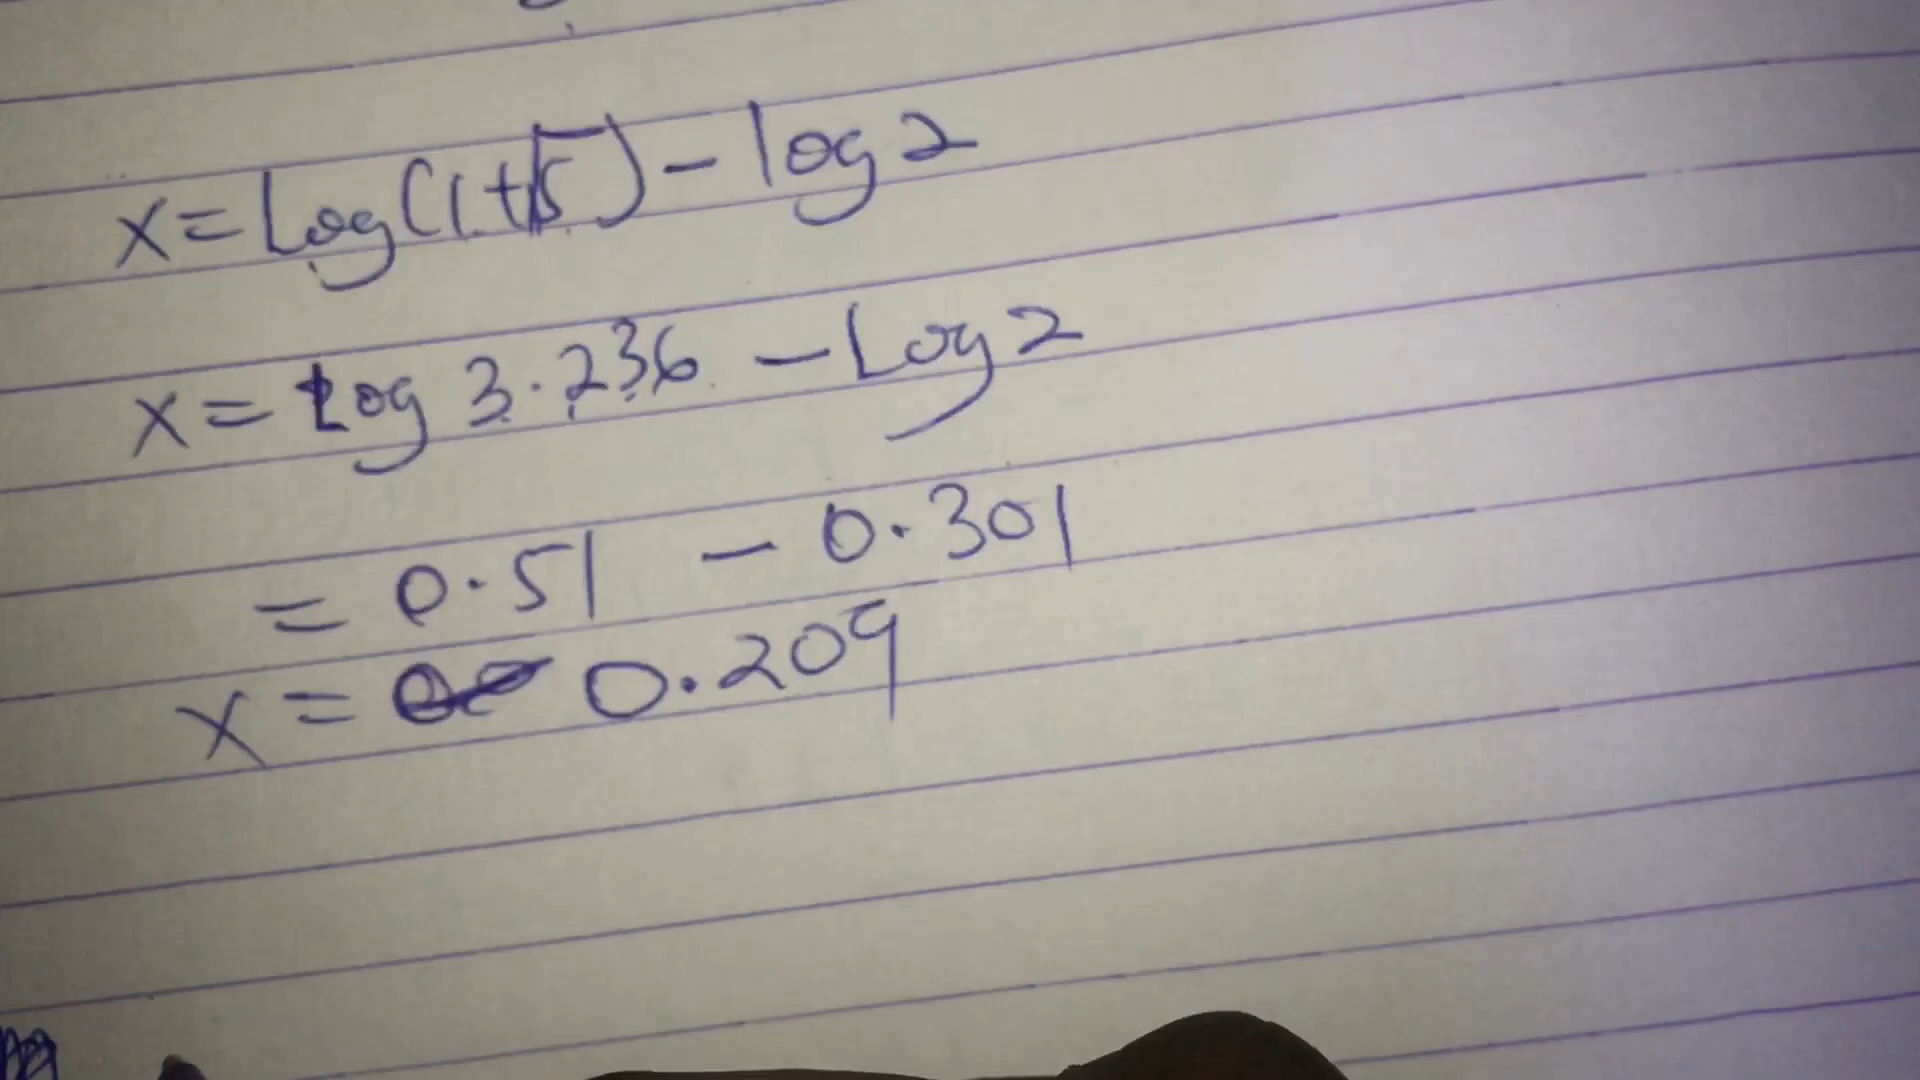 x = log(1+√5) - log 2
x = log 3.236 - log 2
= 0.51 - 0.301
x = 0.209